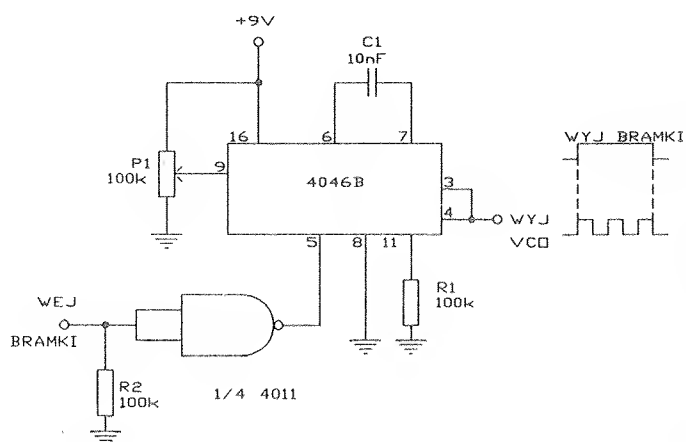 +9V
C1
10nF
16
6
7
WYJ BRAMKI
P1
100k
9
4046B
3
4
WYJ
VCO
5
8
11
R1
100k
WEJ
BRAMKI
R2
100k
1/4 4011